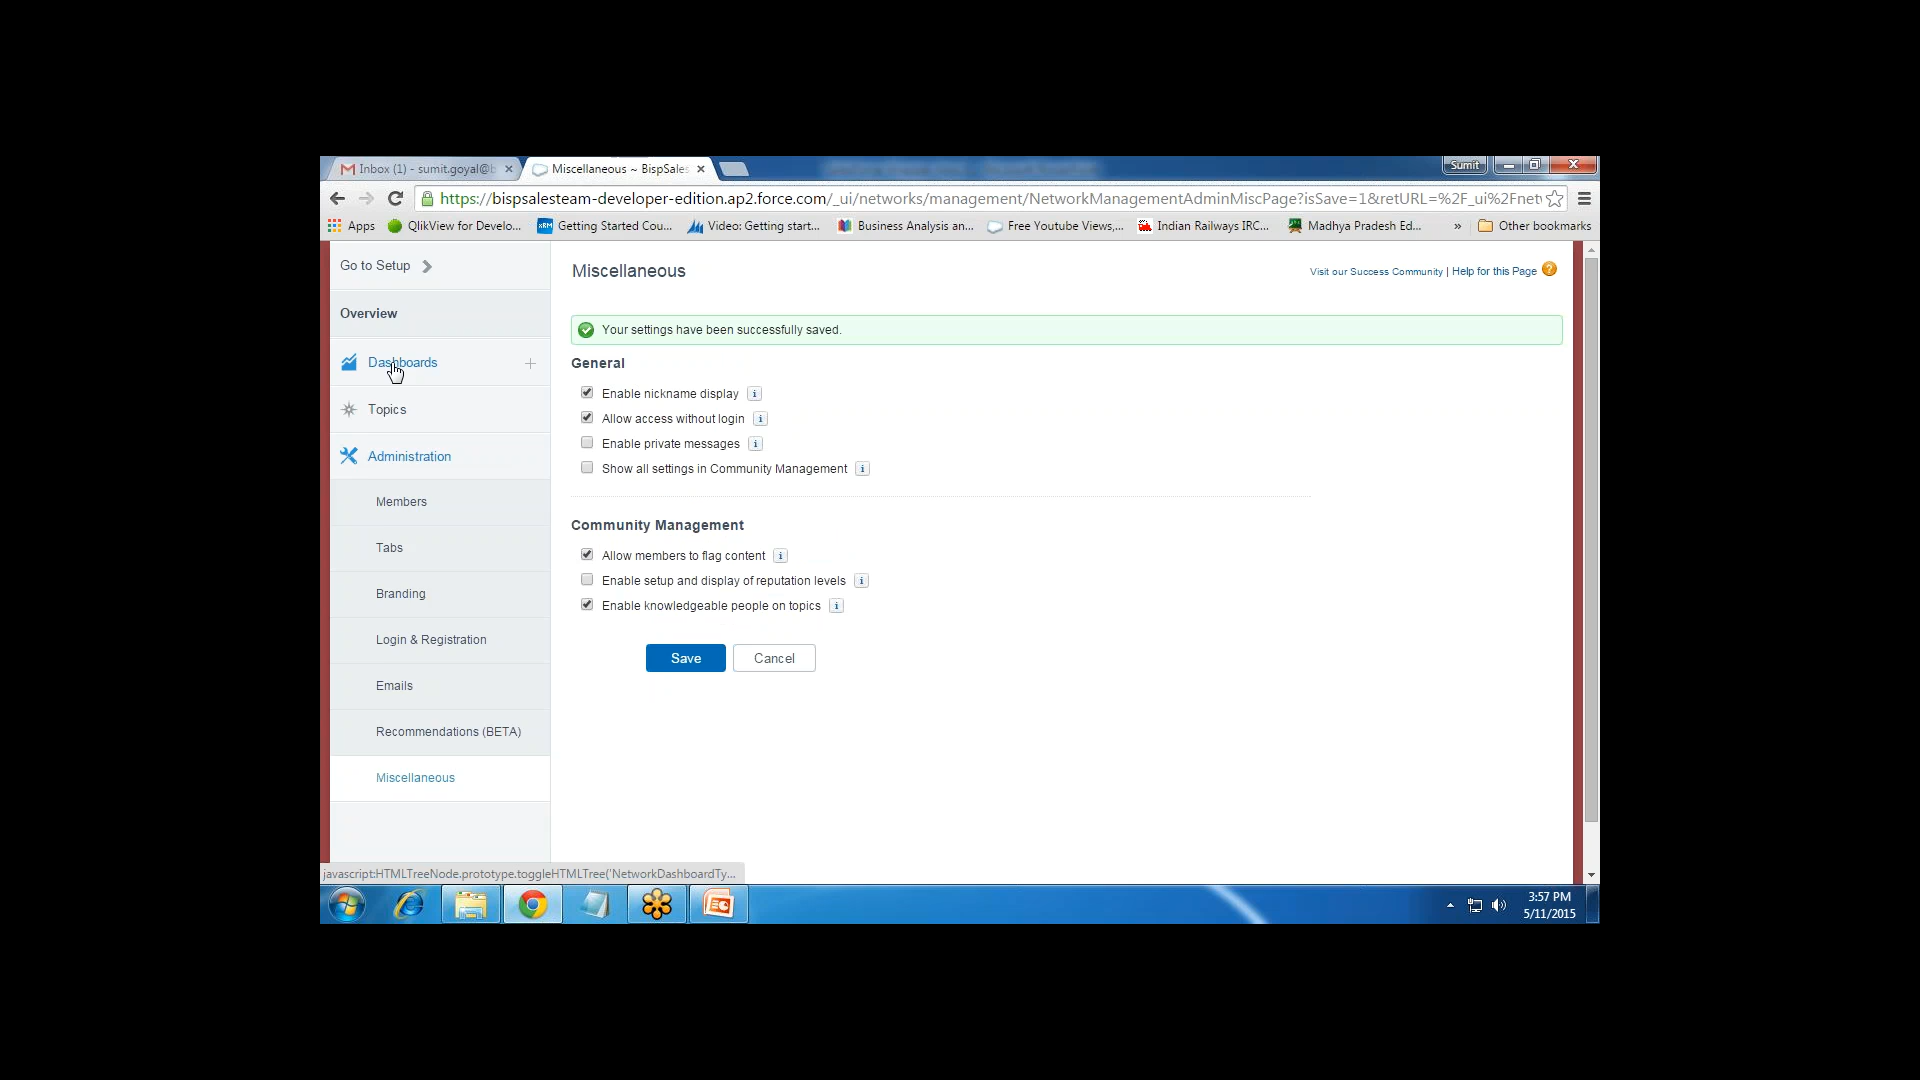 Inbox (1) - sumit.goyal@b
Miscellaneous ~ BispSales
Sumit
https://bispsalesteam-developer-edition.ap2.force.com/_ui/networks/management/NetworkManagementAdminMiscPage?isSave=1&retURL=%2F_ui%2Fnet
Apps QlikView for Develo... Getting Started Cou... Video: Getting start... Business Analysis an... Free Youtube Views,... Indian Railways IRC... Madhya Pradesh Ed... » Other bookmarks
Go to Setup
Overview
Dashboards
Topics
Administration
Members
Tabs
Branding
Login & Registration
Emails
Recommendations (BETA)
Miscellaneous
Miscellaneous
Visit our Success Community | Help for this Page ?
Your settings have been successfully saved.
General
Enable nickname display i
Allow access without login i
Enable private messages i
Show all settings in Community Management i
Community Management
Allow members to flag content i
Enable setup and display of reputation levels i
Enable knowledgeable people on topics i
Save Cancel
javascript:HTMLTreeNode.prototype.toggleHTMLTree('NetworkDashboardTy...
3:57 PM
5/11/2015